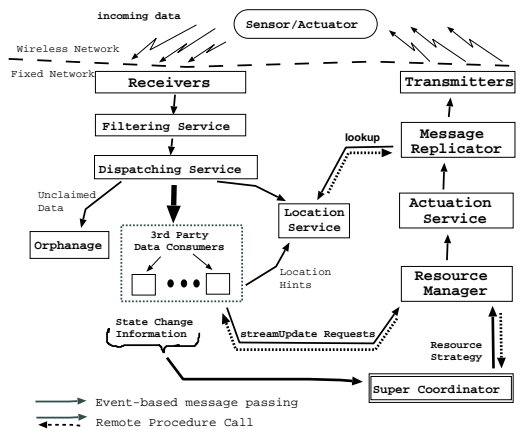 incoming data
Sensor/Actuator
Wireless Network
Fixed Network
Receivers
Transmitters
Filtering Service
lookup
Message
Replicator
Dispatching Service
Unclaimed
Data
Location
Service
Actuation
Service
3rd Party
Data Consumers
Orphanage
Location
Hints
Resource
Manager
State Change
Information
streamUpdate Requests
Resource
Strategy
Super Coordinator
Event-based message passing
Remote Procedure Call